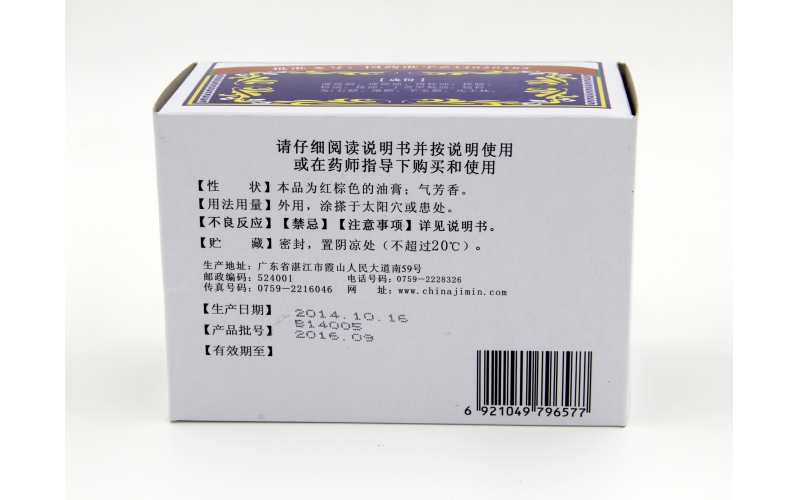 【成份】
请仔细阅读说明书并按说明使用
或在药师指导下购买和使用
【性 状】本品为红棕色的油膏；气芳香。
【用法用量】外用，涂搽于太阳穴或患处。
【不良反应】【禁忌】【注意事项】详见说明书。
【贮 藏】密封，置阴凉处（不超过20℃）。
生产地址：广东省湛江市霞山人民大道南59号
邮政编码：524001 电话号码：0759-2228326
传真号码：0759-2216046 网 址：www.chinajimin.com
【生产日期】 2014.10.16
【产品批号】 B14005
【有效期至】 2016.09
6 921049 796577